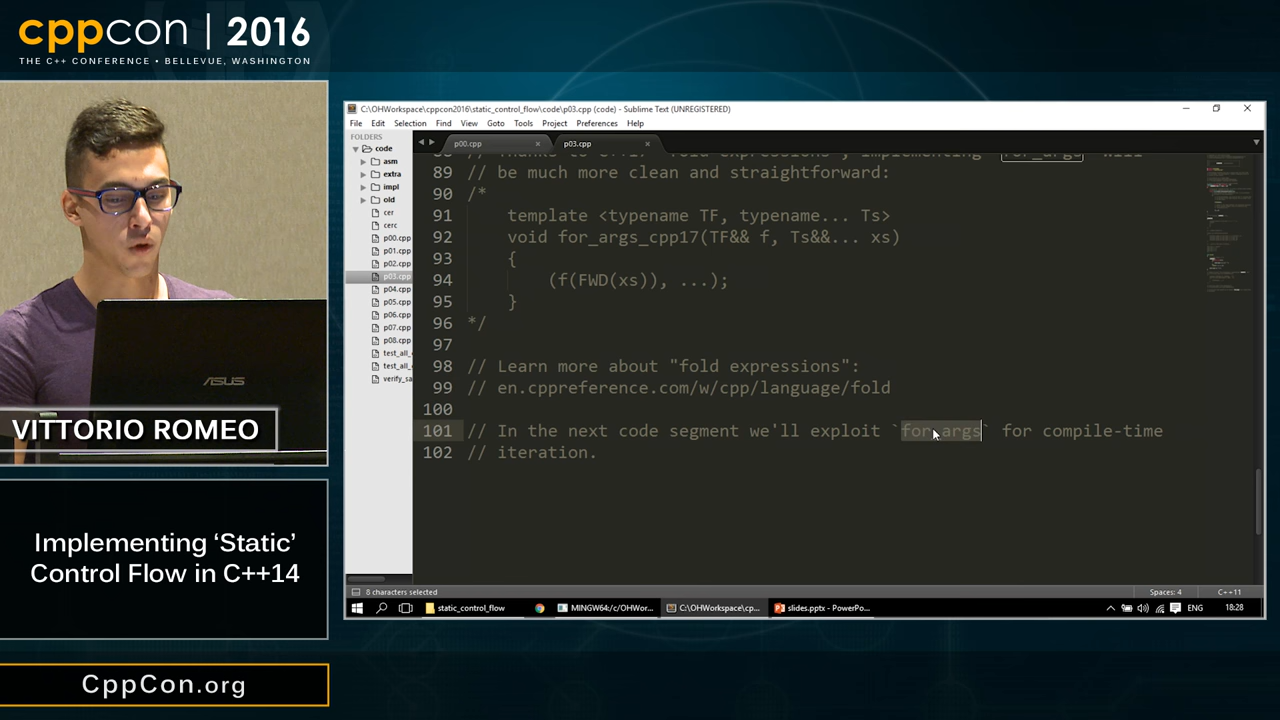 cppcon | 2016
THE C++ CONFERENCE • BELLEVUE, WASHINGTON
ASUS
VITTORIO ROMEO
Implementing ‘Static’
Control Flow in C++14
CppCon.org
C:\OHWorkspace\cppcon2016\static_control_flow\code\p03.cpp (code) - Sublime Text (UNREGISTERED)
File Edit Selection Find View Goto Tools Project Preferences Help
FOLDERS
code
asm
extra
impl
old
cer
cerc
p00.cpp
p01.cpp
p02.cpp
p03.cpp
p04.cpp
p05.cpp
p06.cpp
p07.cpp
p08.cpp
test_all_
test_all_
verify_sa
p00.cpp × p03.cpp ×
89 // be much more clean and straightforward:
90 /*
91 template <typename TF, typename... Ts>
92 void for_args_cpp17(TF&& f, Ts&&... xs)
93 {
94 (f(FWD(xs)), ...);
95 }
96 */
97
98 // Learn more about "fold expressions":
99 // en.cppreference.com/w/cpp/language/fold
100
101 // In the next code segment we'll exploit `for_args` for compile-time
102 // iteration.
8 characters selected Spaces: 4 C++11
static_control_flow MINGW64:/c/OHWor... C:\OHWorkspace\cp... slides.pptx - PowerPo... ENG 18:28